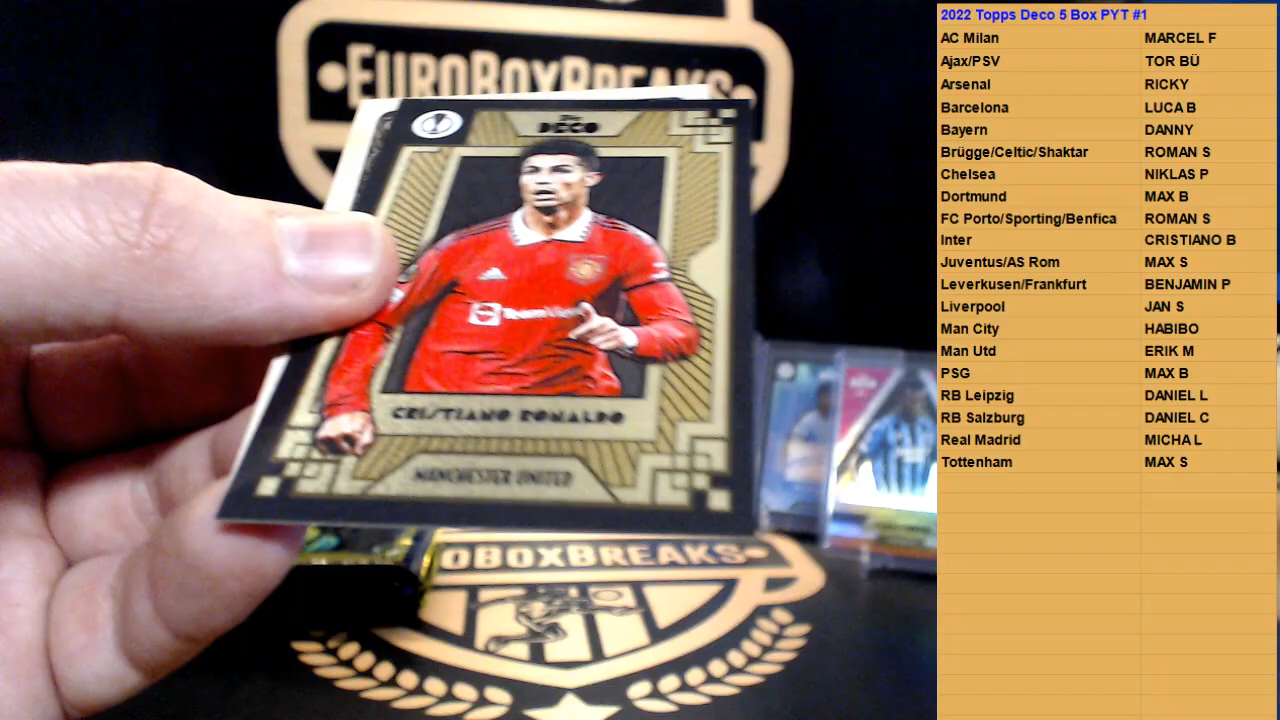 EUROBOXBREAKS
DECO
CRISTIANO RONALDO
MANCHESTER UNITED
OBOXBREAKS
2022 Topps Deco 5 Box PYT #1
AC Milan MARCEL F
Ajax/PSV TOR BÜ
Arsenal RICKY
Barcelona LUCA B
Bayern DANNY
Brügge/Celtic/Shaktar ROMAN S
Chelsea NIKLAS P
Dortmund MAX B
FC Porto/Sporting/Benfica ROMAN S
Inter CRISTIANO B
Juventus/AS Rom MAX S
Leverkusen/Frankfurt BENJAMIN P
Liverpool JAN S
Man City HABIBO
Man Utd ERIK M
PSG MAX B
RB Leipzig DANIEL L
RB Salzburg DANIEL C
Real Madrid MICHA L
Tottenham MAX S